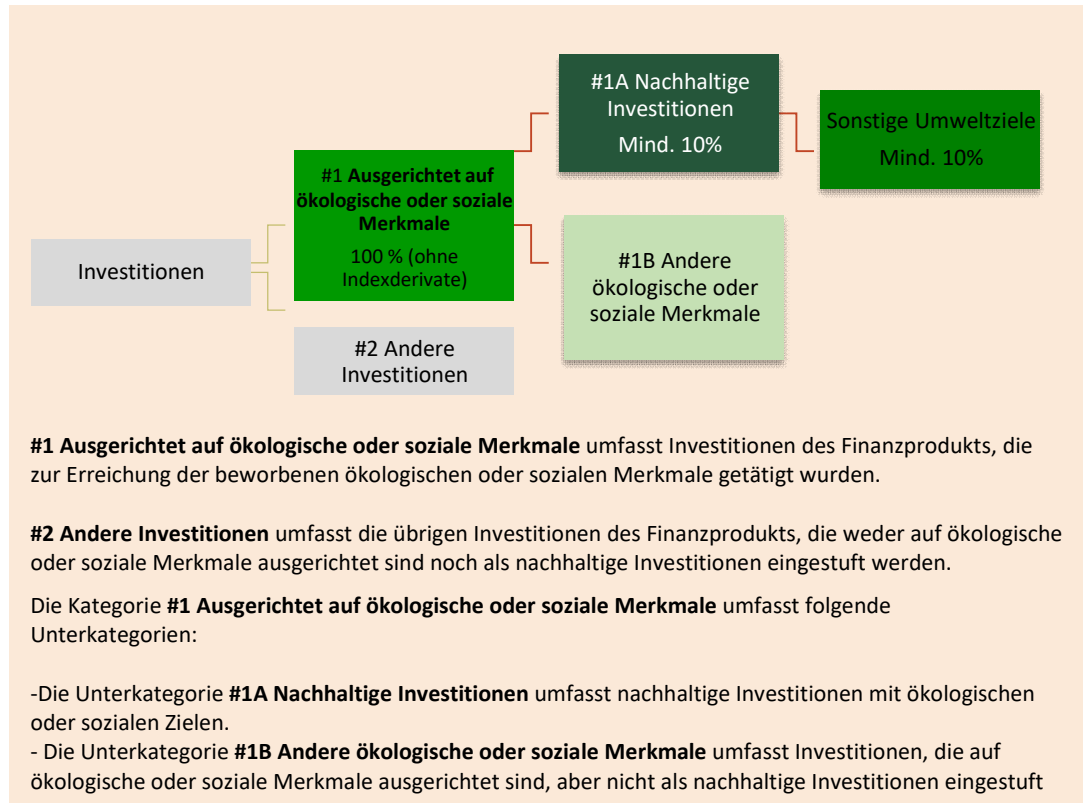 #1A Nachhaltige
Investitionen
Mind. 10%
Sonstige Umweltziele
Mind. 10%
#1 Ausgerichtet auf
ökologische oder soziale
Merkmale
100 % (ohne
Indexderivate)
Investitionen
#1B Andere
ökologische oder
soziale Merkmale
#2 Andere
Investitionen
#1 Ausgerichtet auf ökologische oder soziale Merkmale umfasst Investitionen des Finanzprodukts, die
zur Erreichung der beworbenen ökologischen oder sozialen Merkmale getätigt wurden.
#2 Andere Investitionen umfasst die übrigen Investitionen des Finanzprodukts, die weder auf ökologische
oder soziale Merkmale ausgerichtet sind noch als nachhaltige Investitionen eingestuft werden.
Die Kategorie #1 Ausgerichtet auf ökologische oder soziale Merkmale umfasst folgende
Unterkategorien:
-Die Unterkategorie #1A Nachhaltige Investitionen umfasst nachhaltige Investitionen mit ökologischen
oder sozialen Zielen.
- Die Unterkategorie #1B Andere ökologische oder soziale Merkmale umfasst Investitionen, die auf
ökologische oder soziale Merkmale ausgerichtet sind, aber nicht als nachhaltige Investitionen eingestuft